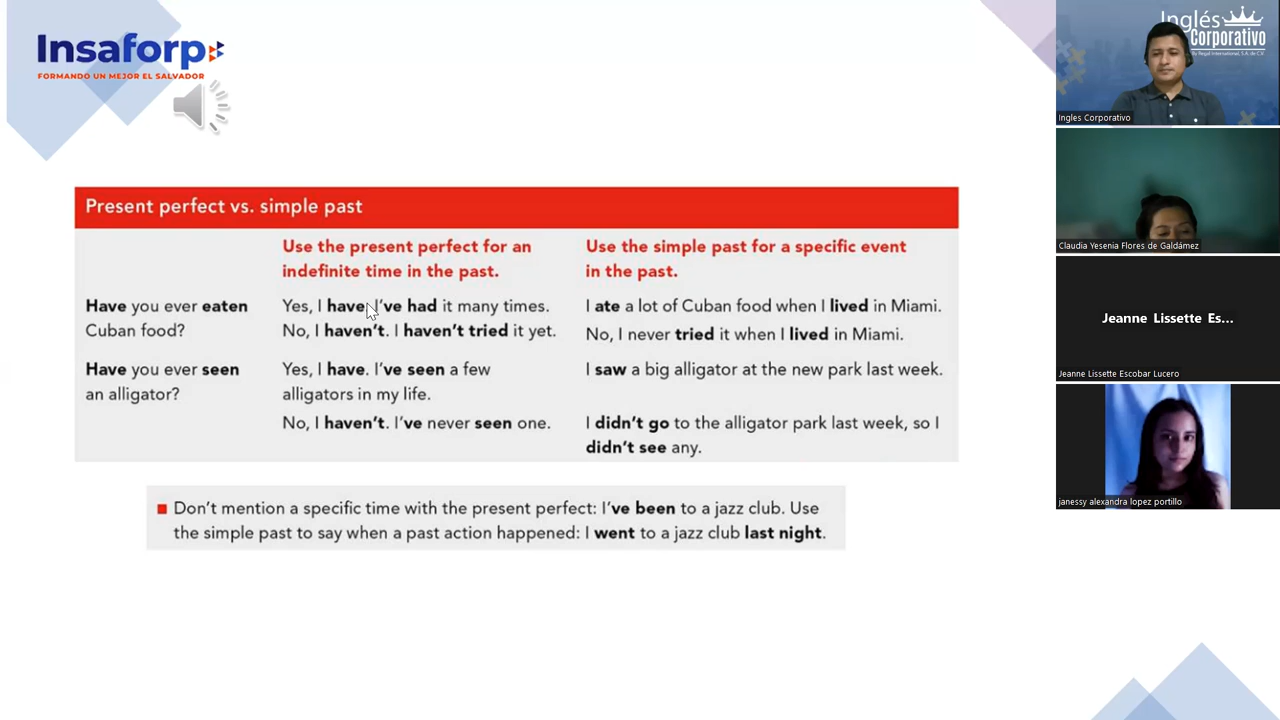 Insaforp
FORMANDO UN MEJOR EL SALVADOR
Present perfect vs. simple past
Use the present perfect for an
indefinite time in the past.
Use the simple past for a specific event
in the past.
Have you ever eaten
Cuban food?
Yes, I have. I've had it many times.
No, I haven't. I haven't tried it yet.
I ate a lot of Cuban food when I lived in Miami.
No, I never tried it when I lived in Miami.
Have you ever seen
an alligator?
Yes, I have. I've seen a few
alligators in my life.
No, I haven't. I've never seen one.
I saw a big alligator at the new park last week.
I didn't go to the alligator park last week, so I
didn't see any.
Don't mention a specific time with the present perfect: I've been to a jazz club. Use
the simple past to say when a past action happened: I went to a jazz club last night.
Inglés
Corporativo
By Regal International, S.A. de C.V.
Ingles Corporativo
Claudia Yesenia Flores de Galdámez
Jeanne Lissette Es...
Jeanne Lissette Escobar Lucero
janessy alexandra lopez portillo